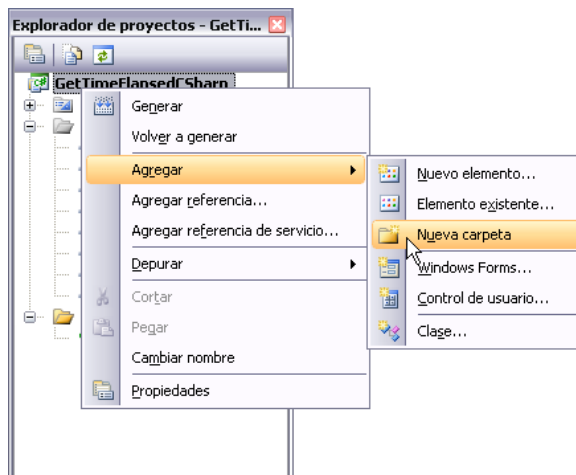 Explorador de proyectos - GetTi...
GetTimeElapsedCSharp
Generar
Volver a generar
Agregar
Agregar referencia...
Agregar referencia de servicio...
Depurar
Cortar
Pegar
Cambiar nombre
Propiedades
Nuevo elemento...
Elemento existente...
Nueva carpeta
Windows Forms...
Control de usuario...
Clase...